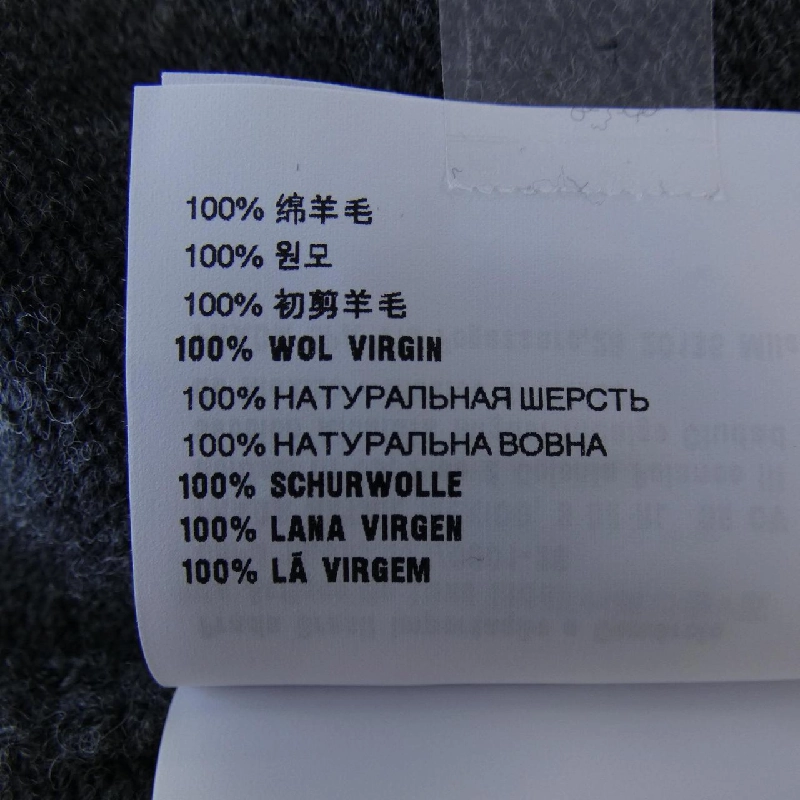 100% 绵羊毛
100% 원모
100% 初剪羊毛
100% WOL VIRGIN
100% НАТУРАЛЬНАЯ ШЕРСТЬ
100% НАТУРАЛЬНА ВОВНА
100% SCHURWOLLE
100% LANA VIRGEN
100% LÃ VIRGEM